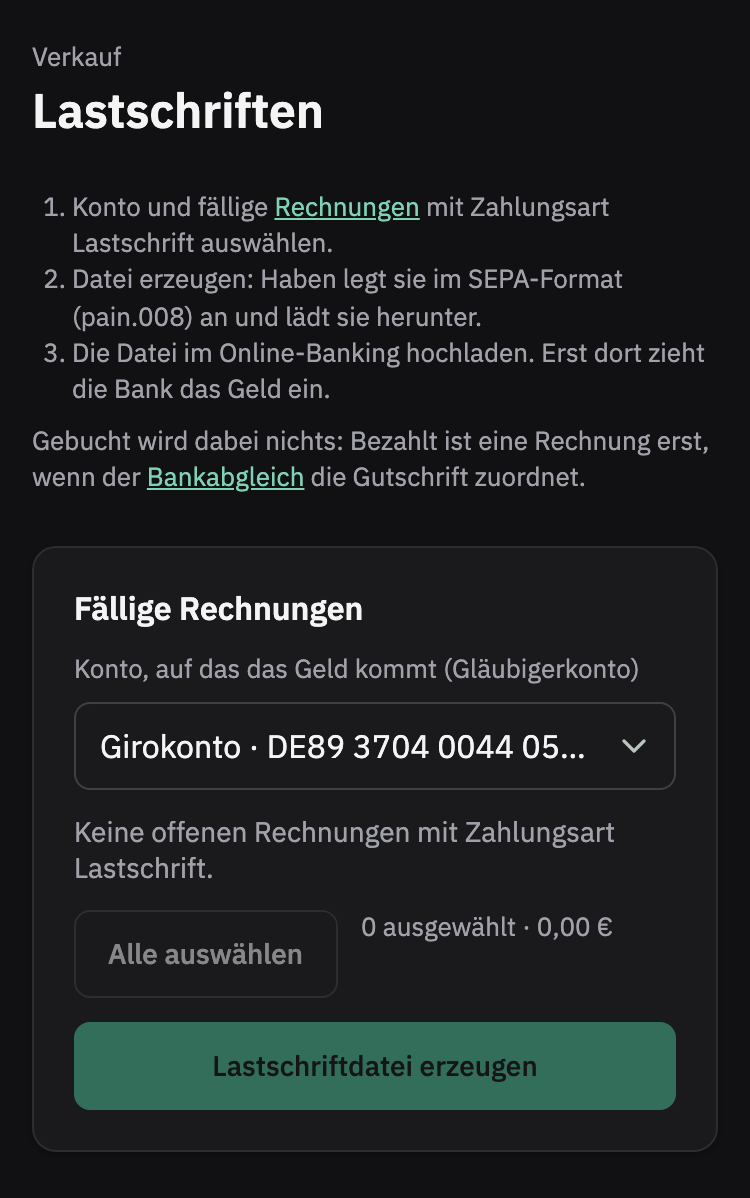 Verkauf
Lastschriften
1. Konto und fällige Rechnungen mit Zahlungsart
Lastschrift auswählen.
2. Datei erzeugen: Haben legt sie im SEPA-Format
(pain.008) an und lädt sie herunter.
3. Die Datei im Online-Banking hochladen. Erst dort zieht
die Bank das Geld ein.
Gebucht wird dabei nichts: Bezahlt ist eine Rechnung erst,
wenn der Bankabgleich die Gutschrift zuordnet.
Fällige Rechnungen
Konto, auf das das Geld kommt (Gläubigerkonto)
Girokonto · DE89 3704 0044 05...
Keine offenen Rechnungen mit Zahlungsart
Lastschrift.
Alle auswählen
0 ausgewählt · 0,00 €
Lastschriftdatei erzeugen